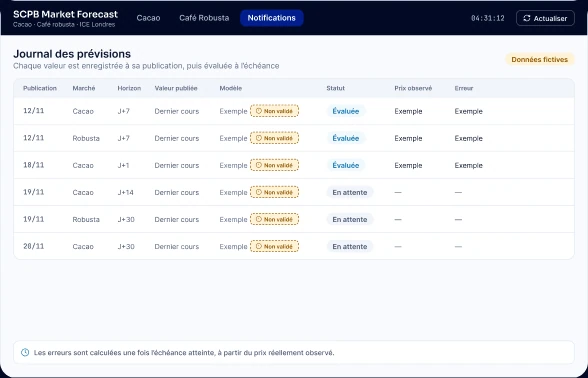 SCPB Market Forecast
Cacao · Café robusta · ICE Londres
Cacao Café Robusta Notifications 04:31:12 Actualiser
Journal des prévisions
Chaque valeur est enregistrée à sa publication, puis évaluée à l'échéance
Données fictives
Publication Marché Horizon Valeur publiée Modèle Statut Prix observé Erreur
12/11 Cacao J+7 Dernier cours Exemple Non validé Évaluée Exemple Exemple
12/11 Robusta J+7 Dernier cours Exemple Non validé Évaluée Exemple Exemple
18/11 Cacao J+1 Dernier cours Exemple Non validé Évaluée Exemple Exemple
19/11 Cacao J+14 Dernier cours Exemple Non validé En attente — —
19/11 Robusta J+30 Dernier cours Exemple Non validé En attente — —
20/11 Cacao J+30 Dernier cours Exemple Non validé En attente — —
Les erreurs sont calculées une fois l'échéance atteinte, à partir du prix réellement observé.